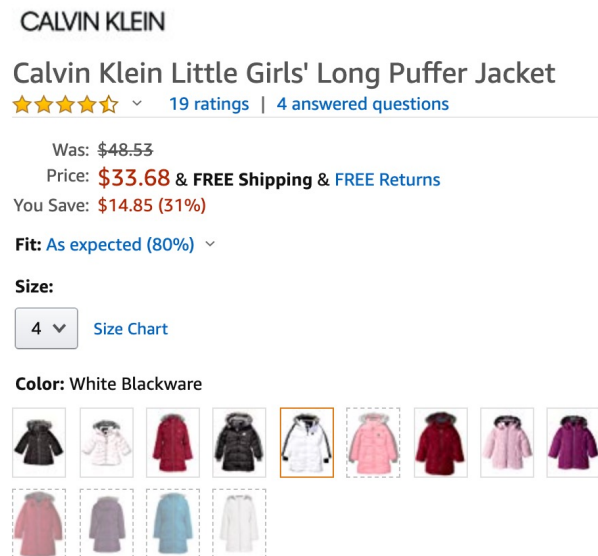 CALVIN KLEIN
Calvin Klein Little Girls' Long Puffer Jacket
19 ratings | 4 answered questions
Was: $48.53
Price: $33.68 & FREE Shipping & FREE Returns
You Save: $14.85 (31%)
Fit: As expected (80%)
Size:
4 Size Chart
Color: White Blackware